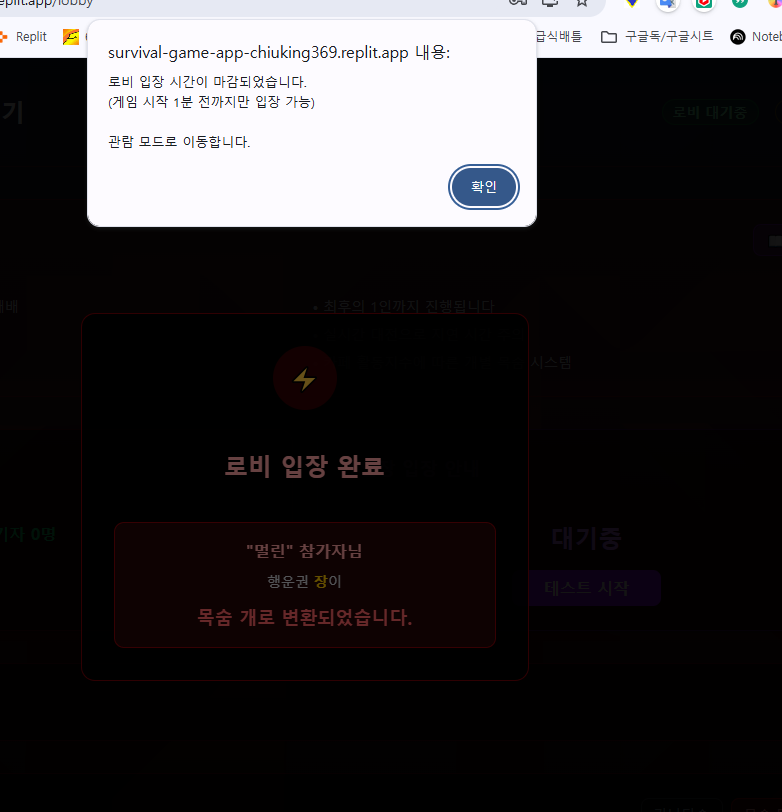 replit.app/lobby
Replit
급식배틀
구글독/구글시트
Noteb
survival-game-app-chiuking369.replit.app 내용:
로비 입장 시간이 마감되었습니다.
(게임 시작 1분 전까지만 입장 가능)
관람 모드로 이동합니다.
확인
기
로비 대기중
• 최후의 1인까지 진행됩니다
시스템
로비 입장 완료
기자 0명
대기중
"멀린" 참가자님
행운권 장이
테스트 시작
목숨 개로 변환되었습니다.